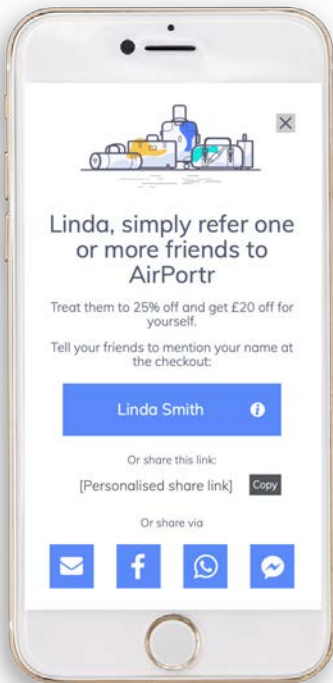 Linda, simply refer one
or more friends to
AirPortr
Treat them to 25% off and get £20 off for
yourself.
Tell your friends to mention your name at
the checkout:
Linda Smith i
Or share this link:
[Personalised share link] Copy
Or share via